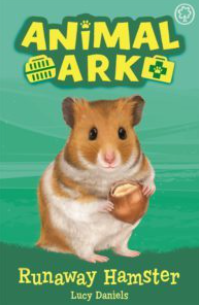 ANIMAL
ARK
Runaway Hamster
Lucy Daniels